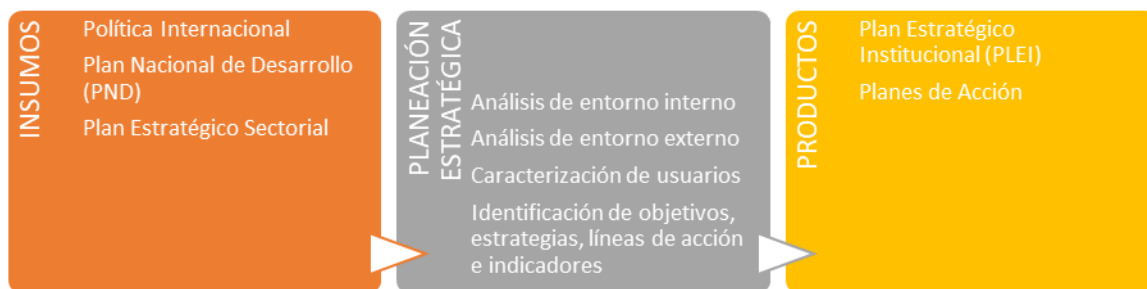 INSUMOS
Política Internacional
Plan Nacional de Desarrollo
(PND)
Plan Estratégico Sectorial
PLANEACIÓN
ESTRATÉGICA
Análisis de entorno interno
Análisis de entorno externo
Caracterización de usuarios
Identificación de objetivos,
estrategias, líneas de acción
e indicadores
PRODUCTOS
Plan Estratégico
Institucional (PLEI)
Planes de Acción